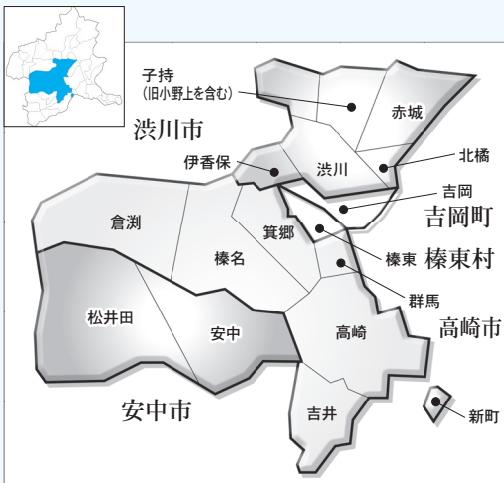 子持
(旧小野上を含む)
赤城
渋川市
北橘
伊香保
渋川
吉岡
吉岡町
倉渕
箕郷
榛名
榛東
榛東村
群馬
松井田
安中
高崎
高崎市
安中市
吉井
新町